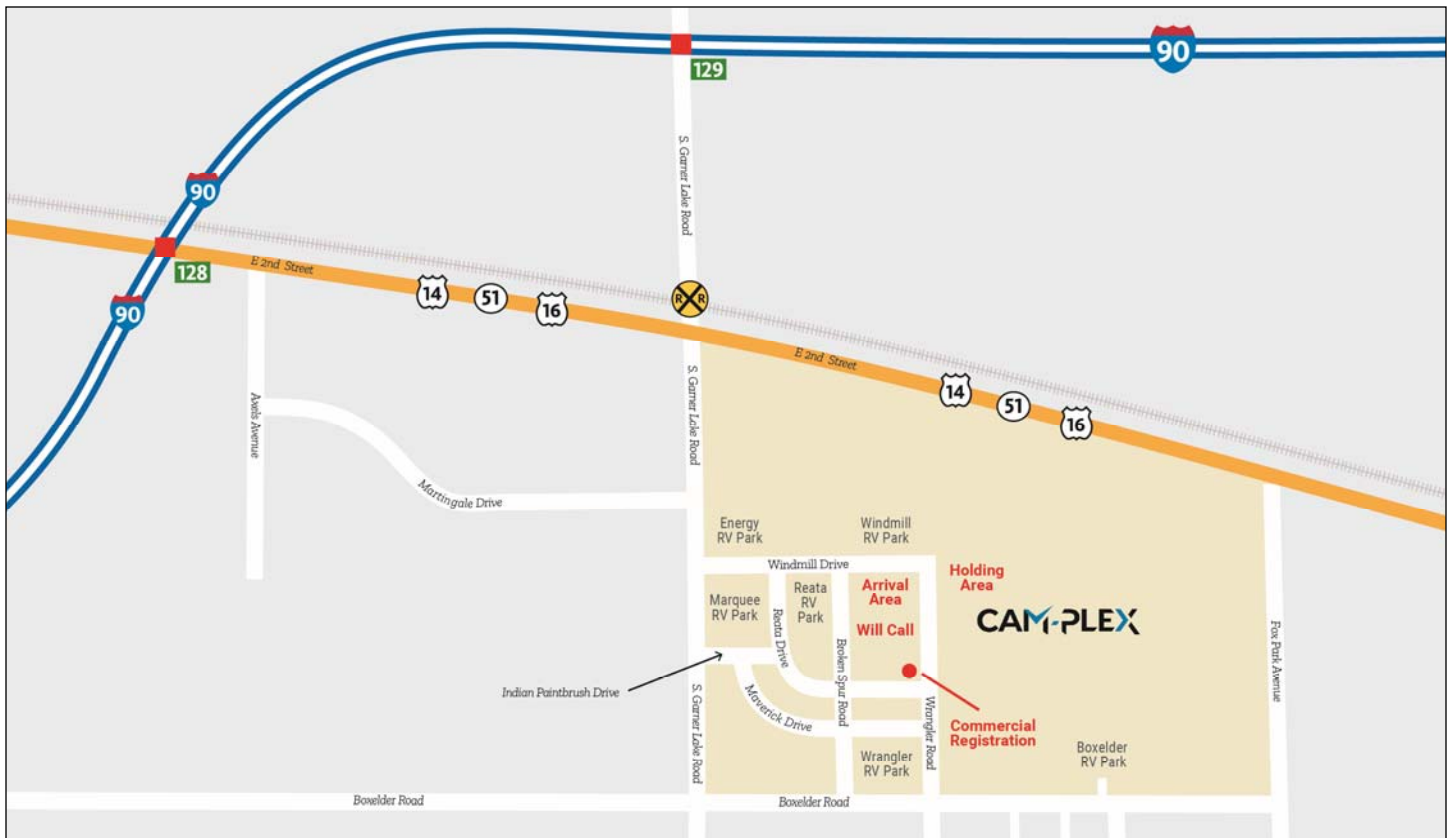 90
129
S. Garner Lake Road
90
128
E 2nd Street
90
14
51
16
R R
E 2nd Street
14
51
16
Axels Avenue
S. Garner Lake Road
Martingale Drive
Energy
RV Park
Windmill
RV Park
Windmill Drive
Holding
Area
Marquee
RV Park
Reata
RV
Park
Arrival
Area
Will Call
CAM-PLEX
Reata Drive
Broken Spur Road
Fox Park Avenue
Indian Paintbrush Drive
S. Garner Lake Road
Maverick Drive
Wrangler Road
Commercial
Registration
Wrangler
RV Park
Boxelder
RV Park
Boxelder Road
Boxelder Road